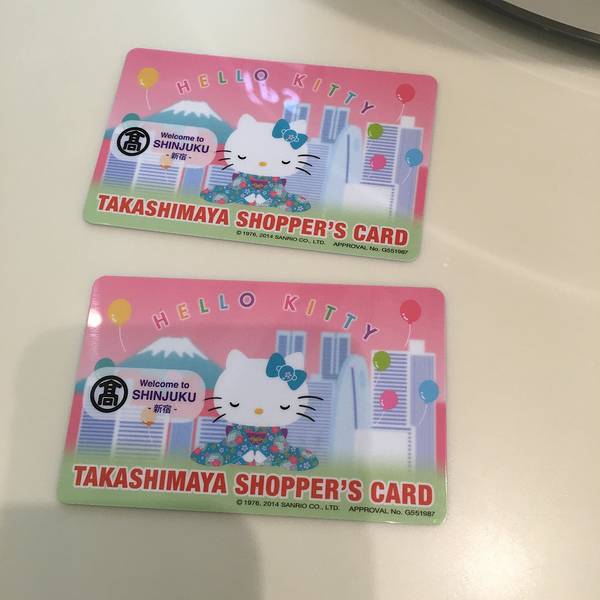 HELLO KITTY
髙
Welcome to
SHINJUKU
- 新宿 -
TAKASHIMAYA SHOPPER'S CARD
© 1976, 2014 SANRIO CO., LTD. APPROVAL No. G551987
HELLO KITTY
髙
Welcome to
SHINJUKU
- 新宿 -
TAKASHIMAYA SHOPPER'S CARD
© 1976, 2014 SANRIO CO., LTD. APPROVAL No. G551987